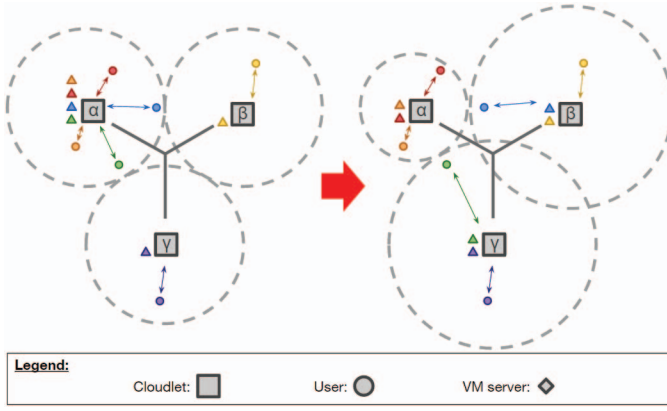 α
β
γ
α
β
γ
Legend:
Cloudlet:
User:
VM server: